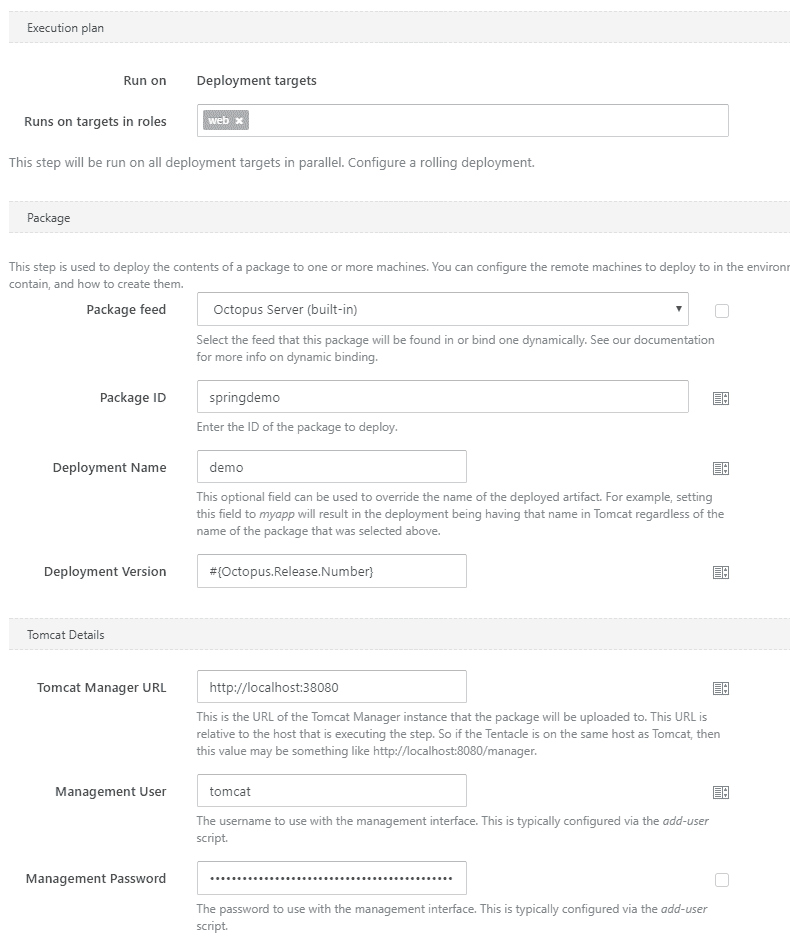 Execution plan
Run on Deployment targets
Runs on targets in roles web ×
This step will be run on all deployment targets in parallel. Configure a rolling deployment.
Package
This step is used to deploy the contents of a package to one or more machines. You can configure the remote machines to deploy to in the
contain, and how to create them.
Package feed Octopus Server (built-in)
Select the feed that this package will be found in or bind one dynamically. See our documentation
for more info on dynamic binding.
Package ID springdemo
Enter the ID of the package to deploy.
Deployment Name demo
This optional field can be used to override the name of the deployed artifact. For example, setting
this field to myapp will result in the deployment being having that name in Tomcat regardless of the
name of the package that was selected above.
Deployment Version #{Octopus.Release.Number}
Tomcat Details
Tomcat Manager URL http://localhost:38080
This is the URL of the Tomcat Manager instance that the package will be uploaded to. This URL is
relative to the host that is executing the step. So if the Tentacle is on the same host as Tomcat, then
this value may be something like http://localhost:8080/manager.
Management User tomcat
The username to use with the management interface. This is typically configured via the add-user
script.
Management Password
The password to use with the management interface. This is typically configured via the add-user
script.